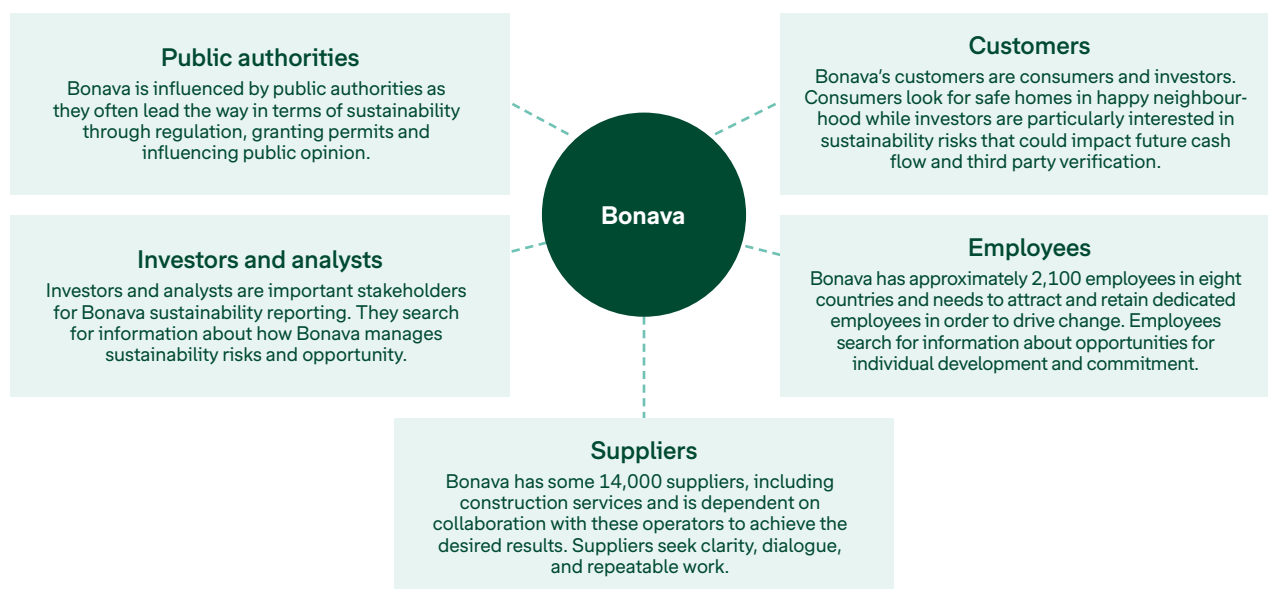 Public authorities
Bonava is influenced by public authorities as
they often lead the way in terms of sustainability
through regulation, granting permits and
influencing public opinion.
Customers
Bonava's customers are consumers and investors.
Consumers look for safe homes in happy neighbour-
hood while investors are particularly interested in
sustainability risks that could impact future cash
flow and third party verification.
Bonava
Investors and analysts
Investors and analysts are important stakeholders
for Bonava sustainability reporting. They search
for information about how Bonava manages
sustainability risks and opportunity.
Employees
Bonava has approximately 2,100 employees in eight
countries and needs to attract and retain dedicated
employees in order to drive change. Employees
search for information about opportunities for
individual development and commitment.
Suppliers
Bonava has some 14,000 suppliers, including
construction services and is dependent on
collaboration with these operators to achieve the
desired results. Suppliers seek clarity, dialogue,
and repeatable work.